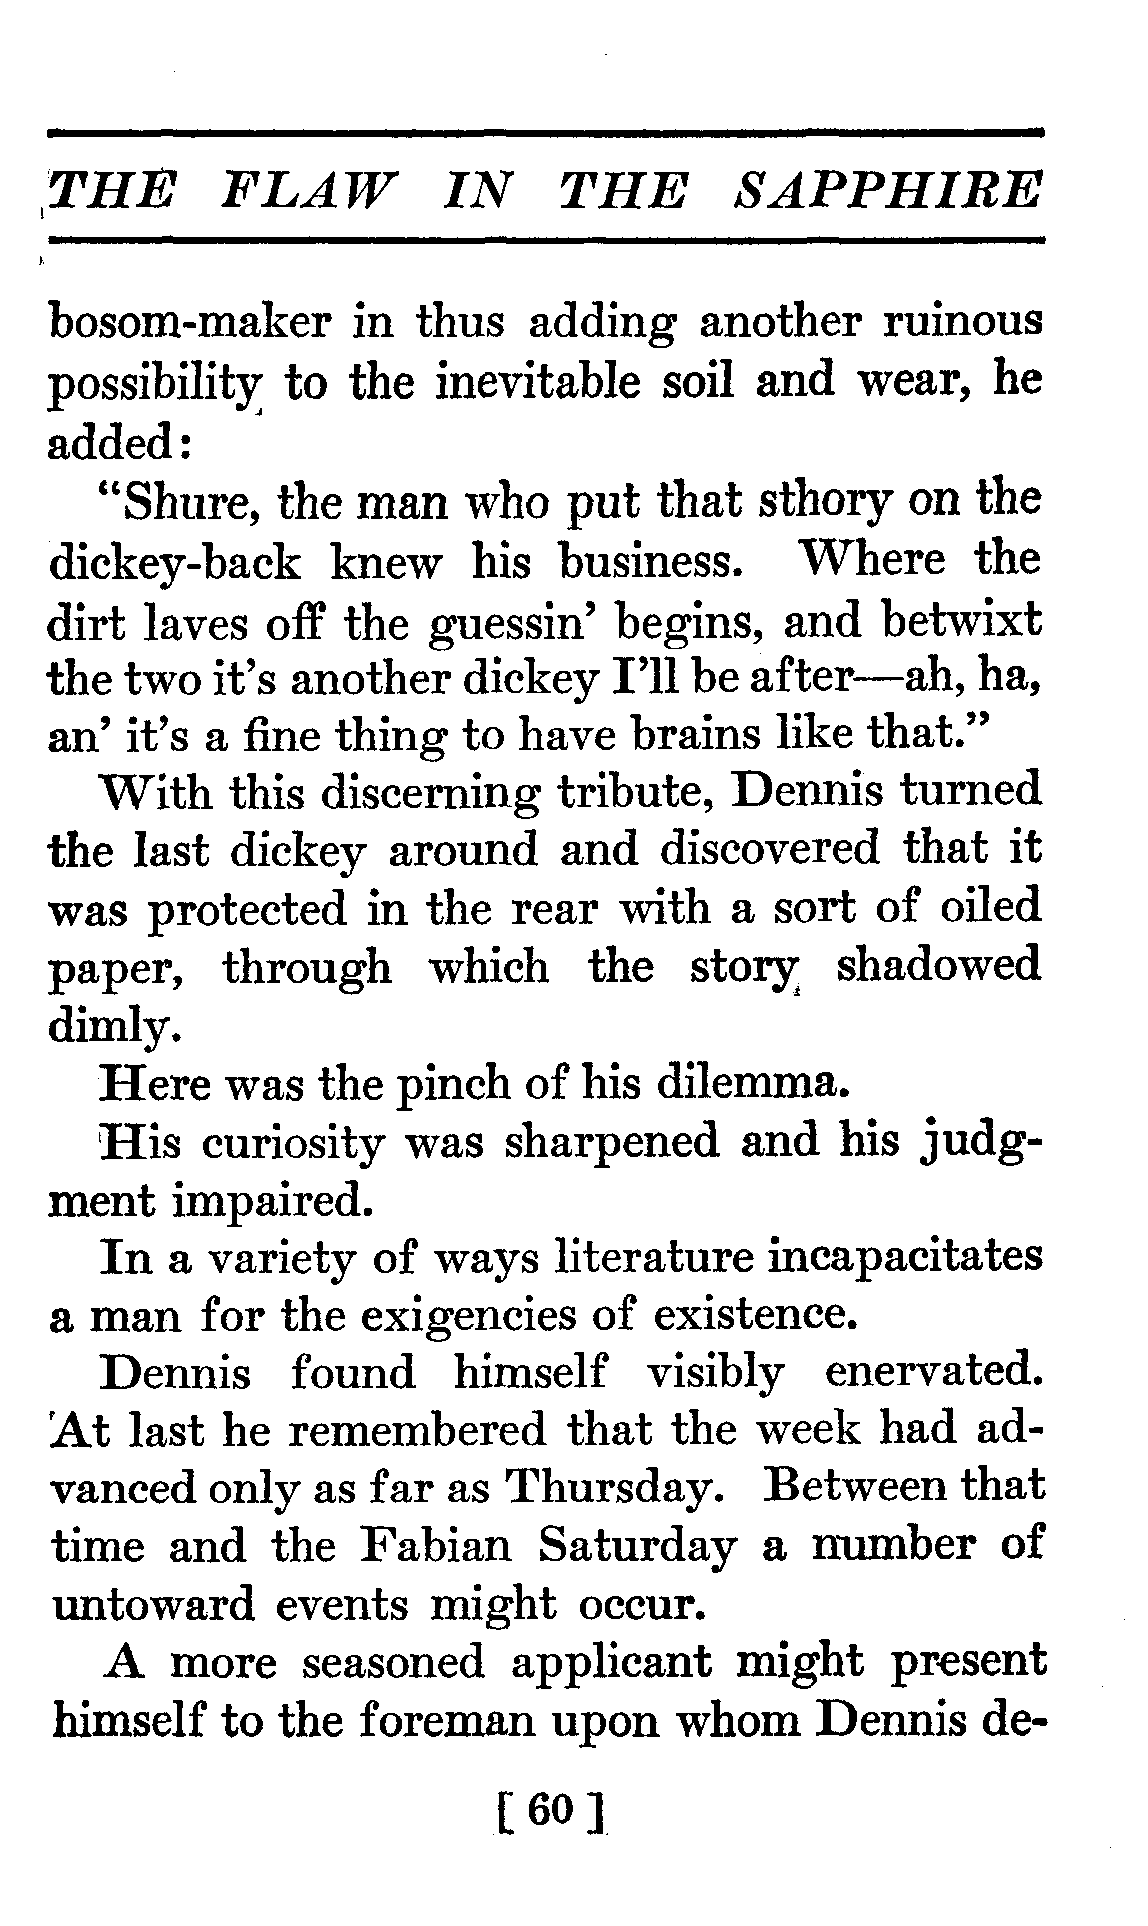 THE FLAW IN THE SAPPHIRE
bosom-maker in thus adding another ruinous
possibility to the inevitable soil and wear, he
added:
"Shure, the man who put that sthory on the
dickey-back knew his business. Where the
dirt laves off the guessin' begins, and betwixt
the two it's another dickey I'll be after—ah, ha,
an' it's a fine thing to have brains like that."
With this discerning tribute, Dennis turned
the last dickey around and discovered that it
was protected in the rear with a sort of oiled
paper, through which the story shadowed
dimly.
Here was the pinch of his dilemma.
His curiosity was sharpened and his judg-
ment impaired.
In a variety of ways literature incapacitates
a man for the exigencies of existence.
Dennis found himself visibly enervated.
At last he remembered that the week had ad-
vanced only as far as Thursday. Between that
time and the Fabian Saturday a number of
untoward events might occur.
A more seasoned applicant might present
himself to the foreman upon whom Dennis de-
[ 60 ]